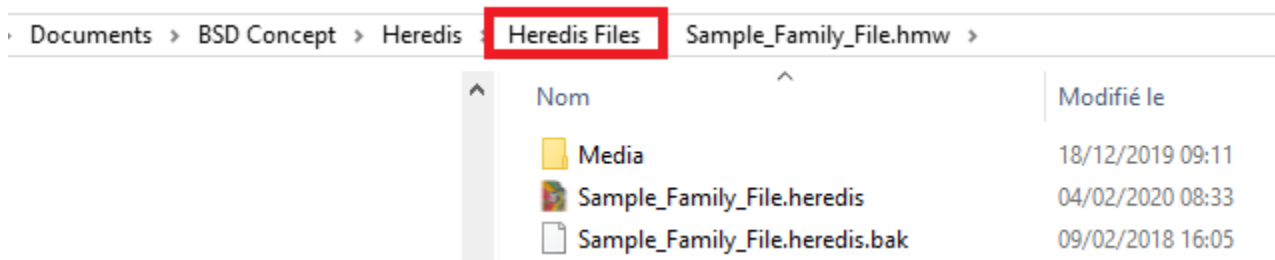 › Documents › BSD Concept › Heredis › Heredis Files Sample_Family_File.hmw ›
Nom Modifié le
Media 18/12/2019 09:11
Sample_Family_File.heredis 04/02/2020 08:33
Sample_Family_File.heredis.bak 09/02/2018 16:05